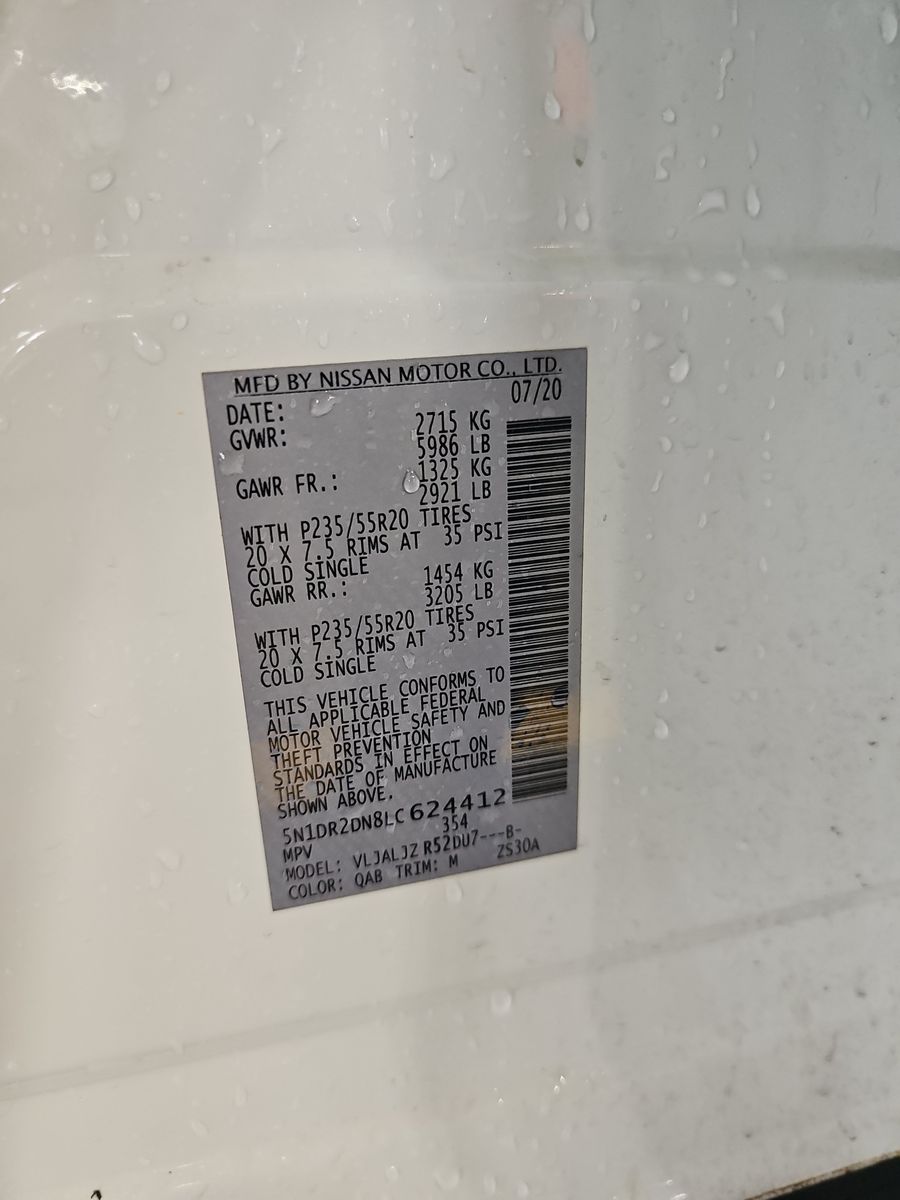 MFD BY NISSAN MOTOR CO., LTD.
DATE: 07/20
GVWR: 2715 KG
5986 LB
GAWR FR.: 1325 KG
2921 LB
WITH P235/55R20 TIRES
20 X 7.5 RIMS AT 35 PSI
COLD SINGLE
GAWR RR.: 1454 KG
3205 LB
WITH P235/55R20 TIRES
20 X 7.5 RIMS AT 35 PSI
COLD SINGLE
THIS VEHICLE CONFORMS TO
ALL APPLICABLE FEDERAL
MOTOR VEHICLE SAFETY AND
THEFT PREVENTION
STANDARDS IN EFFECT ON
THE DATE OF MANUFACTURE
SHOWN ABOVE.
5N1DR2DN8LC624412
MPV 354
MODEL: VLJALJZ R52DU7---B-
COLOR: QAB TRIM: M ZS30A